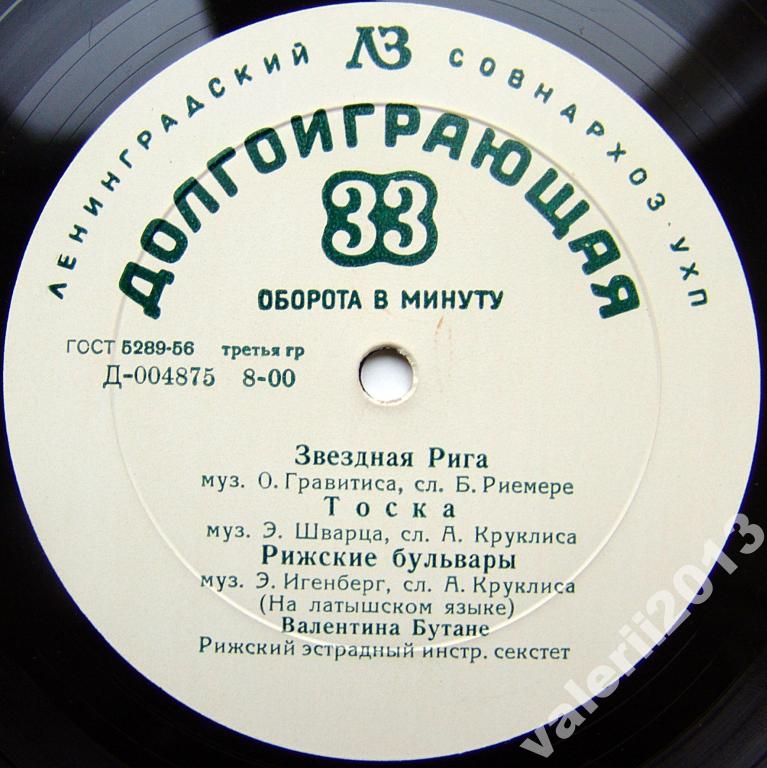 ЛЕНИНГРАДСКИЙ ЛЗ СОВНАРХОЗ УХП
ДОЛГОИГРАЮЩАЯ
33
ОБОРОТА В МИНУТУ
ГОСТ 5289-56 третья гр
Д-004875 8-00
Звездная Рига
муз. О. Гравитиса, сл. Б. Риемере
Тоска
муз. Э. Шварца, сл. А. Круклиса
Рижские бульвары
муз. Э. Игенберг, сл. А. Круклиса
(На латышском языке)
Валентина Бутане
Рижский эстрадный инстр. секстет
valerii2013